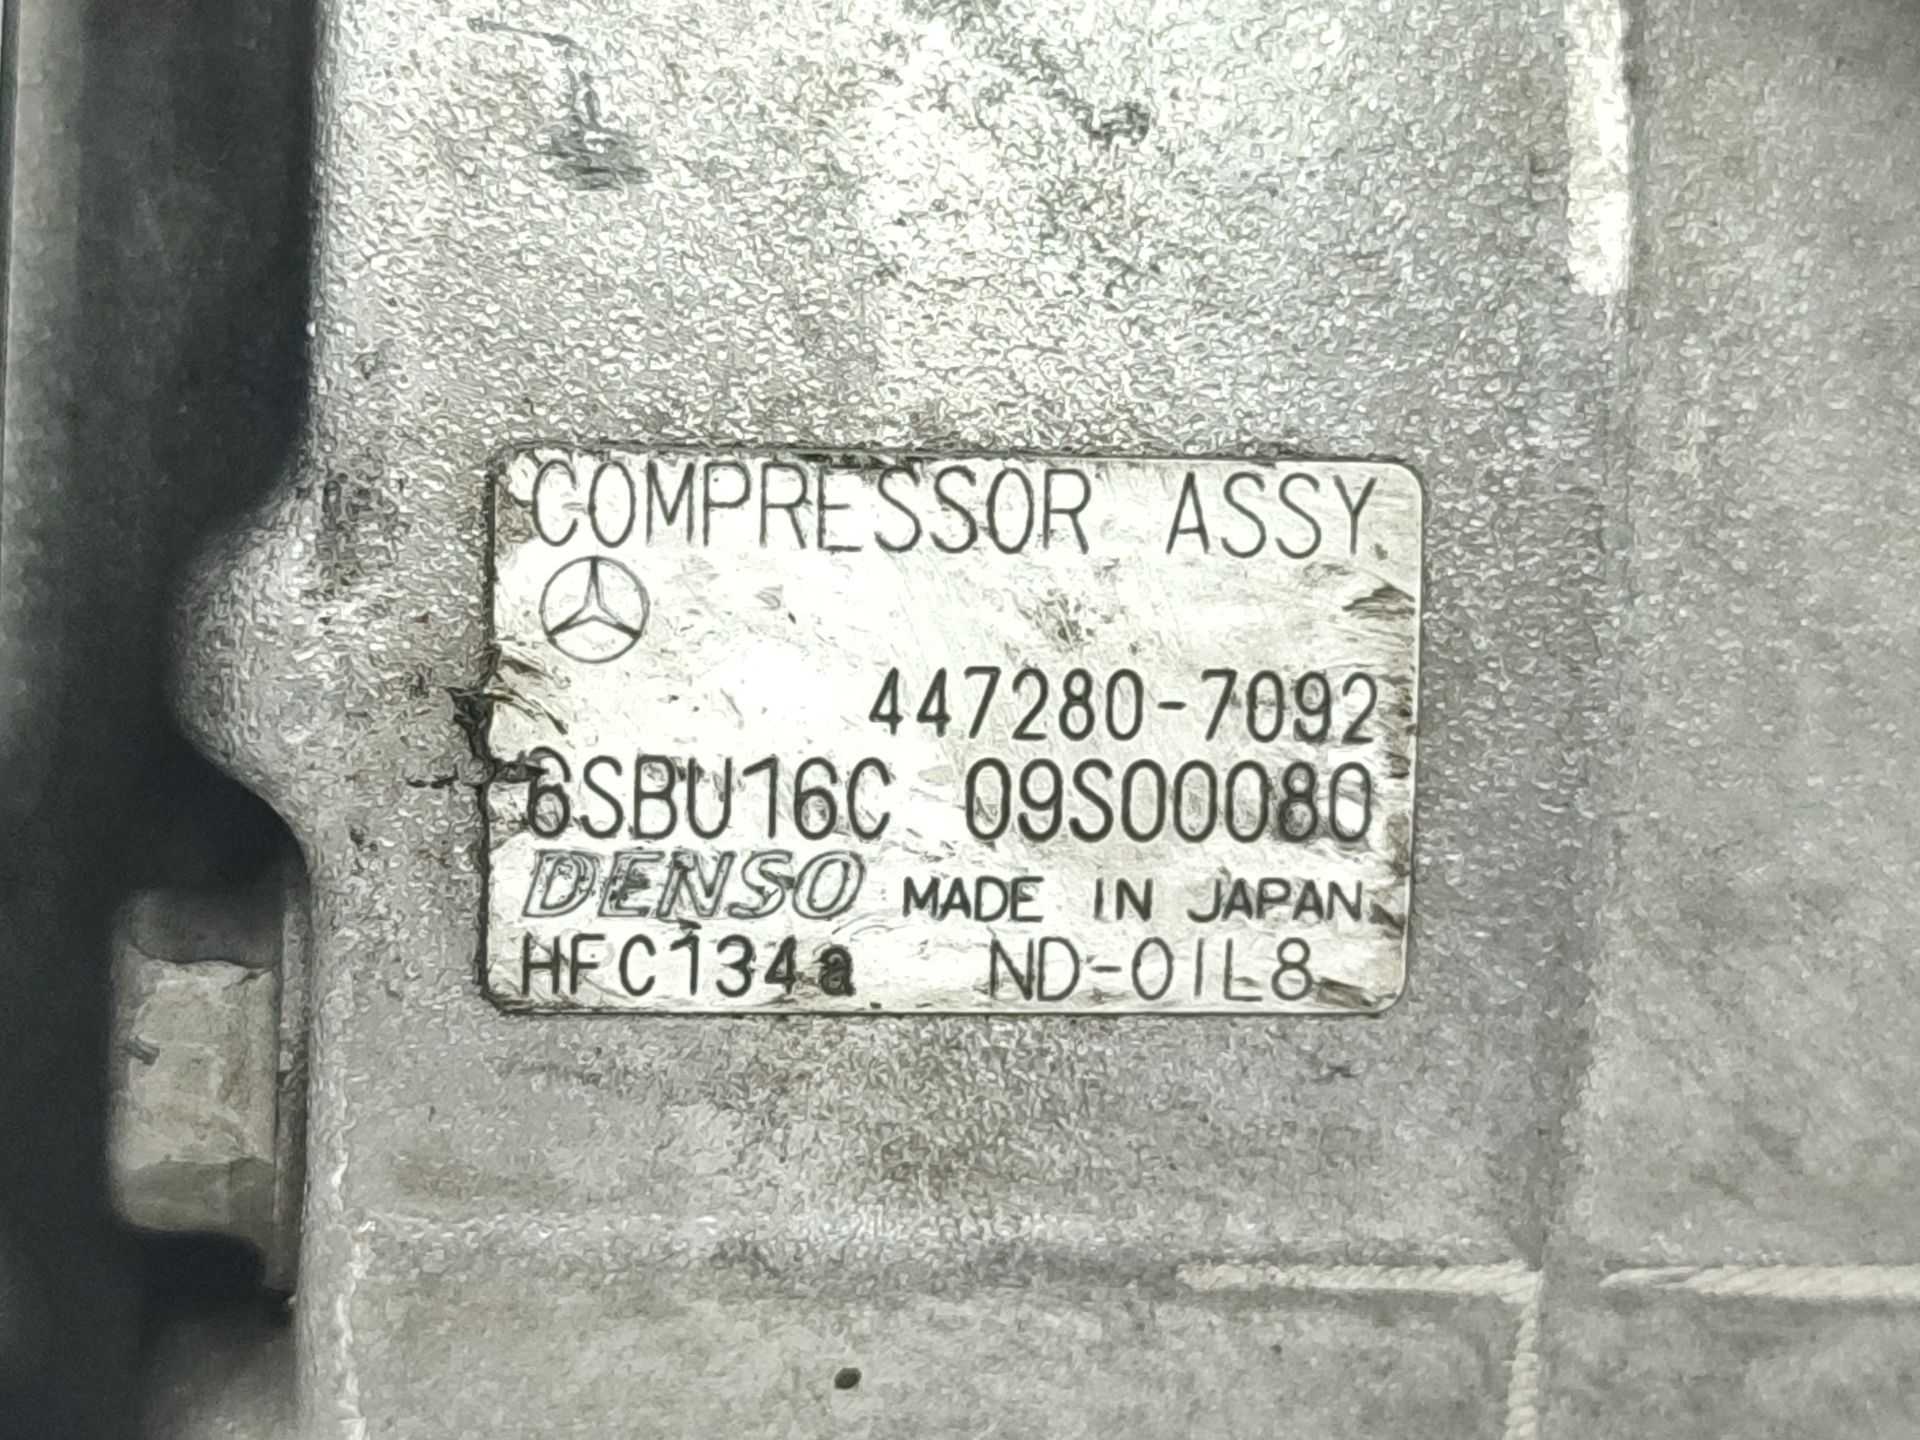 COMPRESSOR ASSY
447280-7092
6SBU16C 09S00080
DENSO MADE IN JAPAN
HFC134a ND-OIL8